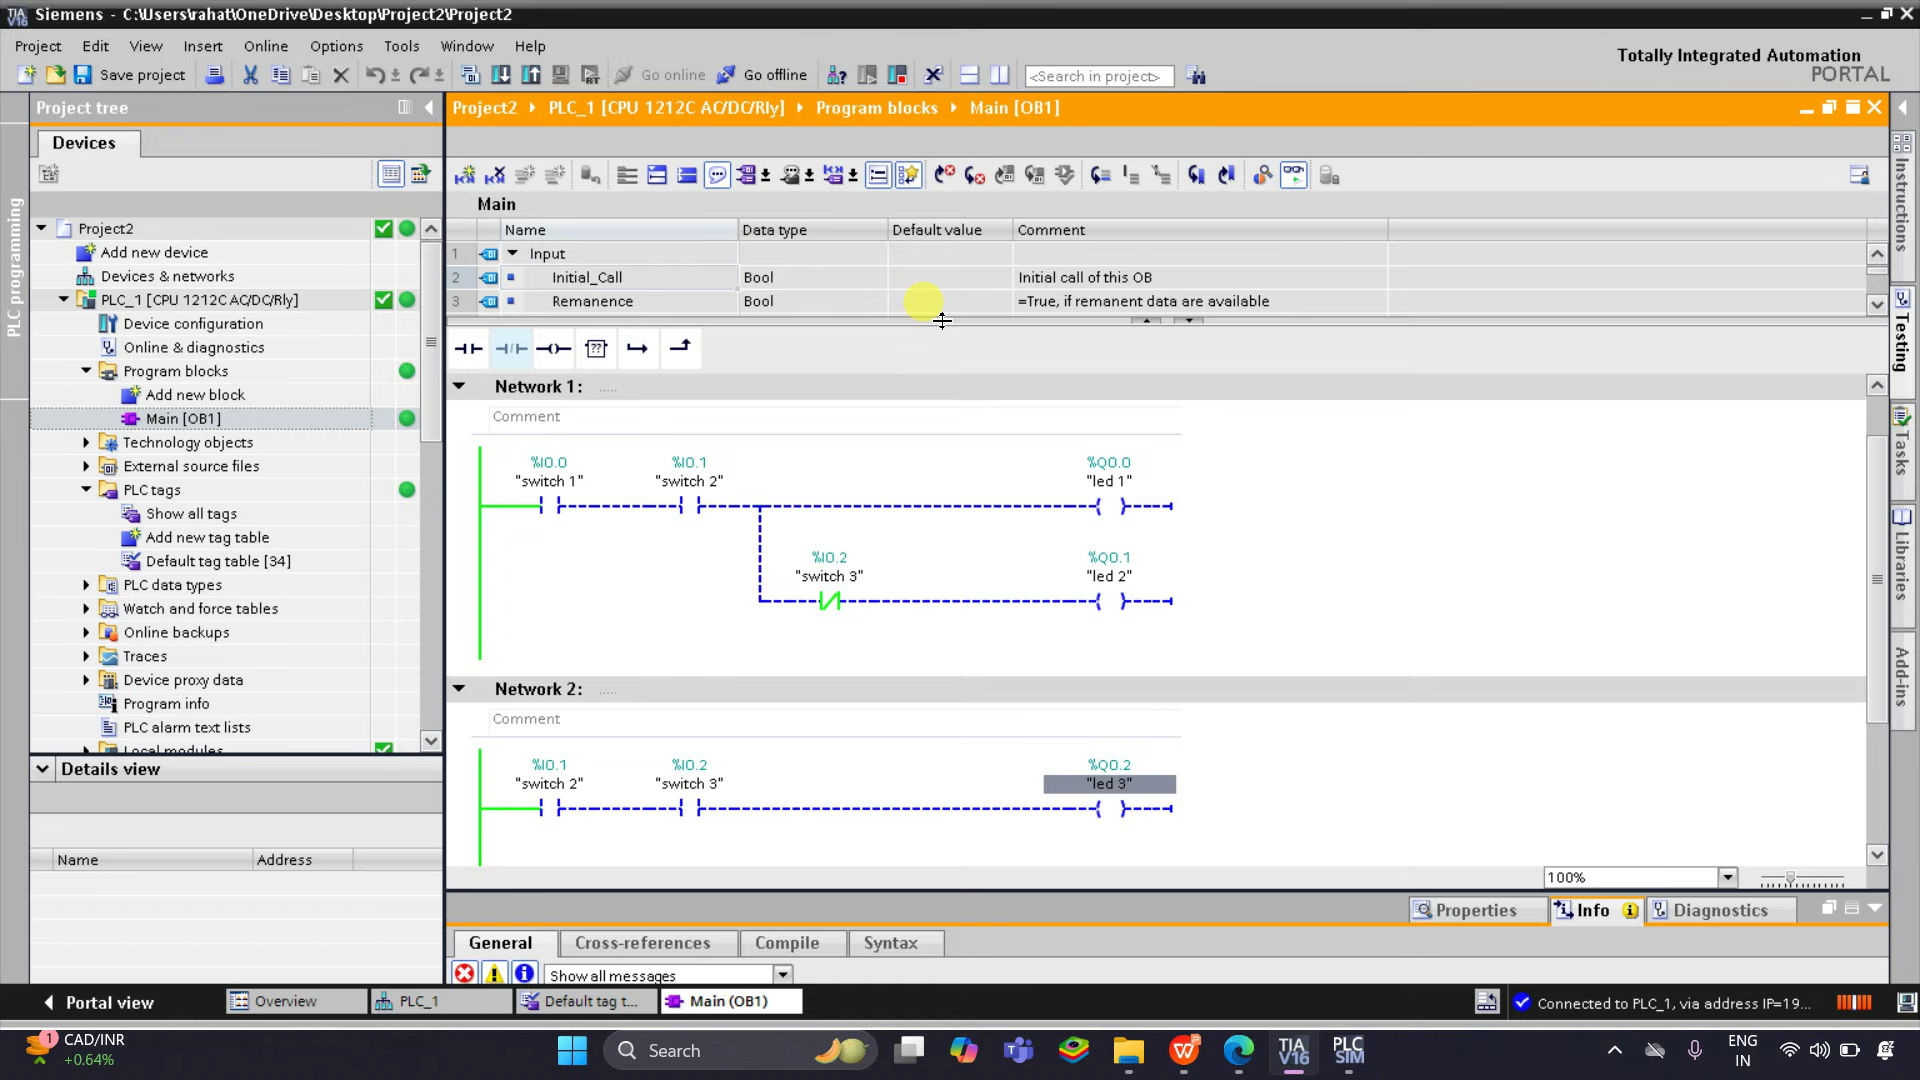 Siemens - C:\Users\rahat\OneDrive\Desktop\Project2\Project2
Project Edit View Insert Online Options Tools Window Help
Totally Integrated Automation
PORTAL
Save project Go online Go offline <Search in project>
Project tree
Project2 PLC_1 [CPU 1212C AC/DC/Rly] Program blocks Main [OB1]
Devices
PLC programming
Main
Name Data type Default value Comment
1 Input
2 Initial_Call Bool Initial call of this OB
3 Remanence Bool =True, if remanent data are available
Project2
Add new device
Devices & networks
PLC_1 [CPU 1212C AC/DC/Rly]
Device configuration
Online & diagnostics
Program blocks
Add new block
Main [OB1]
Technology objects
External source files
PLC tags
Show all tags
Add new tag table
Default tag table [34]
PLC data types
Watch and force tables
Online backups
Traces
Device proxy data
Program info
PLC alarm text lists
Local modules
??
Network 1: .....
Comment
%I0.0 %I0.1 %Q0.0
"switch 1" "switch 2" "led 1"
%I0.2 %Q0.1
"switch 3" "led 2"
Network 2: .....
Comment
%I0.1 %I0.2 %Q0.2
"switch 2" "switch 3" "led 3"
100%
Instructions
Testing
Tasks
Libraries
Add-ins
Details view
Name Address
Properties Info Diagnostics
General Cross-references Compile Syntax
Show all messages
Portal view Overview PLC_1 Default tag t... Main (OB1) Connected to PLC_1, via address IP=19...
1 CAD/INR
+0.64%
Search
TIA V16
PLC SIM
ENG
IN